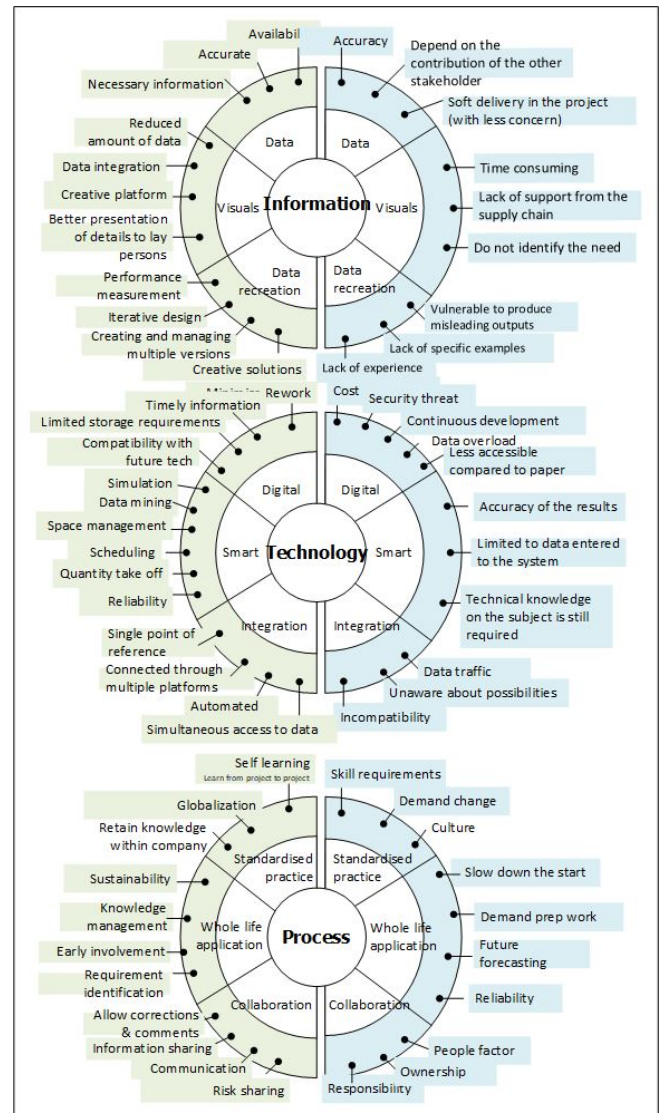 Availabil
Accurate
Necessary information
Reduced
amount of data
Data integration
Creative platform
Better presentation
of details to lay
persons
Performance
measurement
Iterative design
Creating and managing
multiple versions
Creative solutions
Data
Visuals
Data
recreation
Information
Data
Visuals
Data
recreation
Accuracy
Depend on the
contribution of the other
stakeholder
Soft delivery in the project
(with less concern)
Time consuming
Lack of support from the
supply chain
Do not identify the need
Vulnerable to produce
misleading outputs
Lack of specific examples
Lack of experience
Rework
Timely information
Limited storage requirements
Compatibility with
future tech
Simulation
Data mining
Space management
Scheduling
Quantity take off
Reliability
Single point of
reference
Connected through
multiple platforms
Automated
Simultaneous access to data
Digital
Smart
Integration
Technology
Digital
Smart
Integration
Cost
Security threat
Continuous development
Data overload
Less accessible
compared to paper
Accuracy of the results
Limited to data entered
to the system
Technical knowledge
on the subject is still
required
Data traffic
Unaware about possibilities
Incompatibility
Self learning
Learn from project to project
Globalization
Retain knowledge
within company
Sustainability
Knowledge
management
Early involvement
Requirement
identification
Allow corrections
& comments
Information sharing
Communication
Risk sharing
Standardised
practice
Whole life
application
Collaboration
Process
Standardised
practice
Whole life
application
Collaboration
Skill requirements
Demand change
Culture
Slow down the start
Demand prep work
Future
forecasting
Reliability
People factor
Ownership
Responsibility